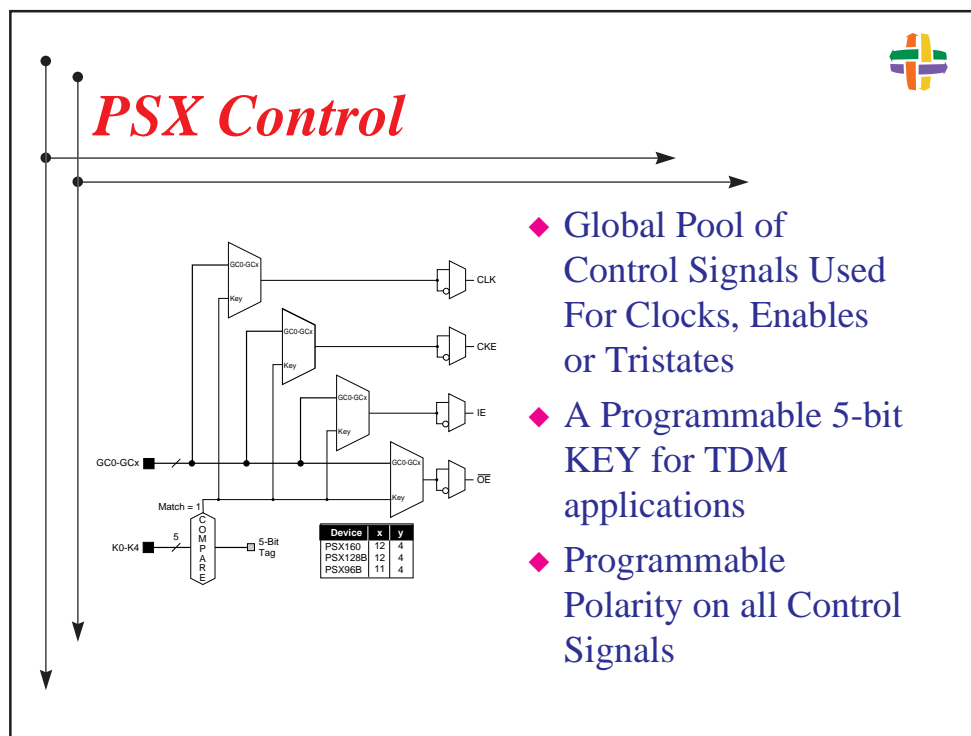 PSX Control
GC0-GCx
Key
CLK
GC0-GCx
Key
CKE
GC0-GCx
Key
IE
GC0-GCx
GC0-GCx
Key
OE
Match = 1
K0-K4
5
COMPARE
5-Bit
Tag
Device x y
PSX160 12 4
PSX128B 12 4
PSX96B 11 4
Global Pool of
Control Signals Used
For Clocks, Enables
or Tristates
A Programmable 5-bit
KEY for TDM
applications
Programmable
Polarity on all Control
Signals